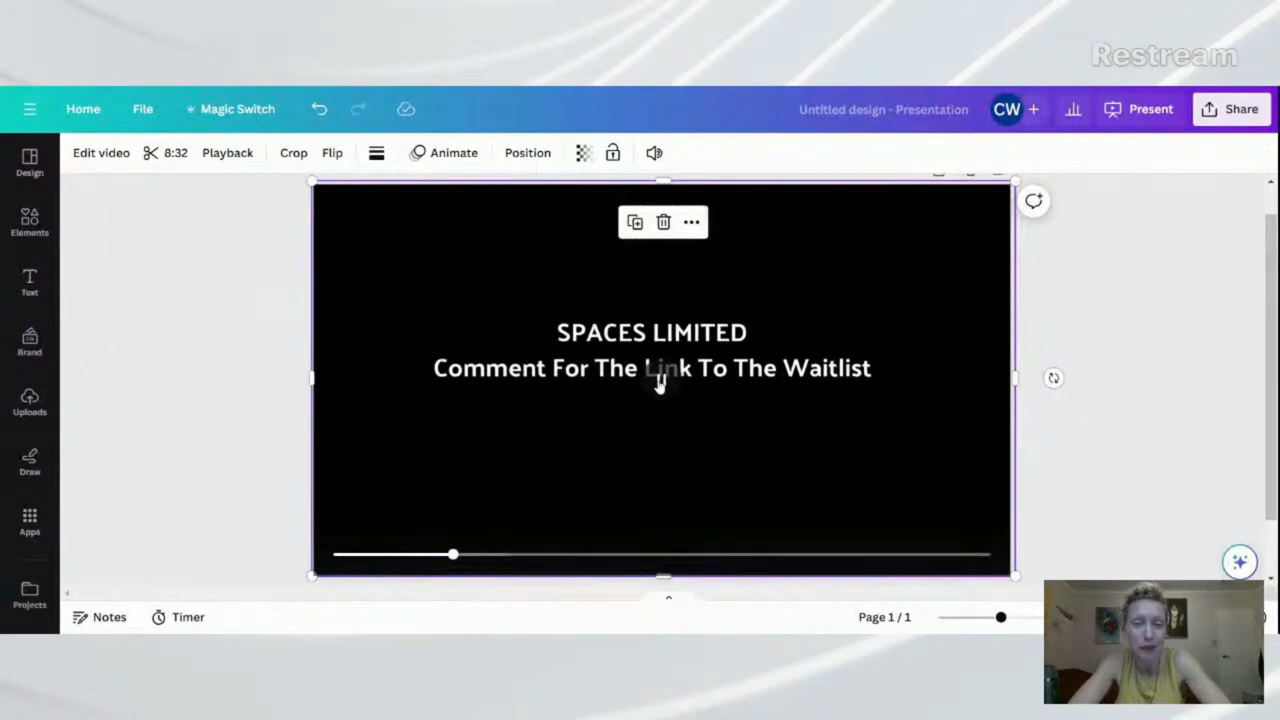 Restream
Home File Magic Switch Untitled design - Presentation CW + Present Share
Edit video 8:32 Playback Crop Flip Animate Position
Design
Elements
Text
Brand
Uploads
Draw
Apps
Projects
SPACES LIMITED
Comment For The Link To The Waitlist
Notes Timer Page 1 / 1